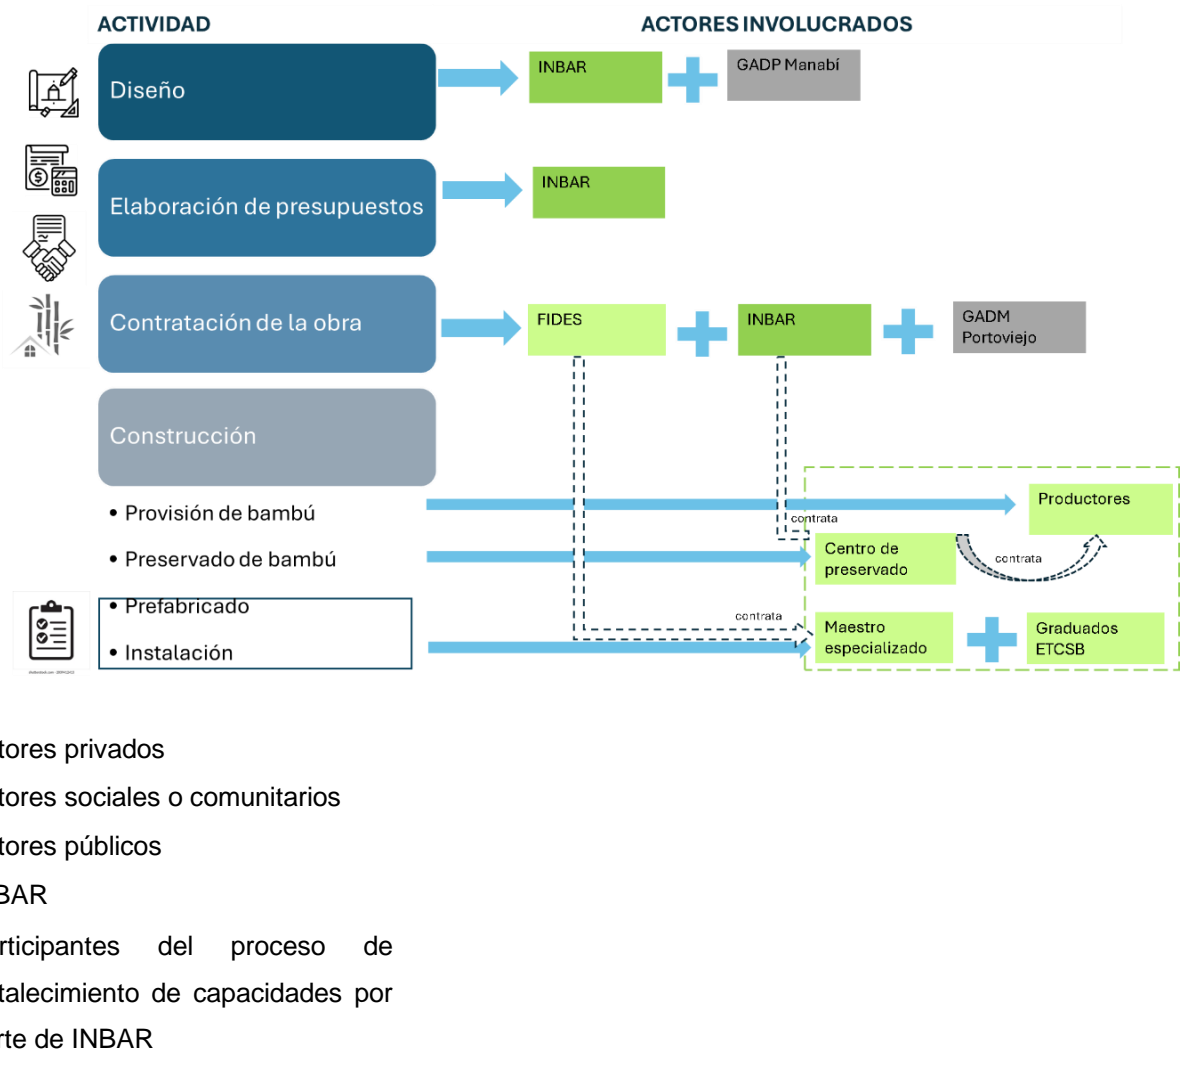 ACTIVIDAD
ACTORES INVOLUCRADOS
Diseño
INBAR
GADP Manabí
Elaboración de presupuestos
INBAR
Contratación de la obra
FIDES
INBAR
GADM
Portoviejo
Construcción
• Provisión de bambú
Productores
contrata
• Preservado de bambú
Centro de
preservado
contrata
• Prefabricado
contrata
• Instalación
Maestro
especializado
Graduados
ETCSB
tores privados
tores sociales o comunitarios
tores públicos
BAR
rticipantes del proceso de
talecimiento de capacidades por
rte de INBAR